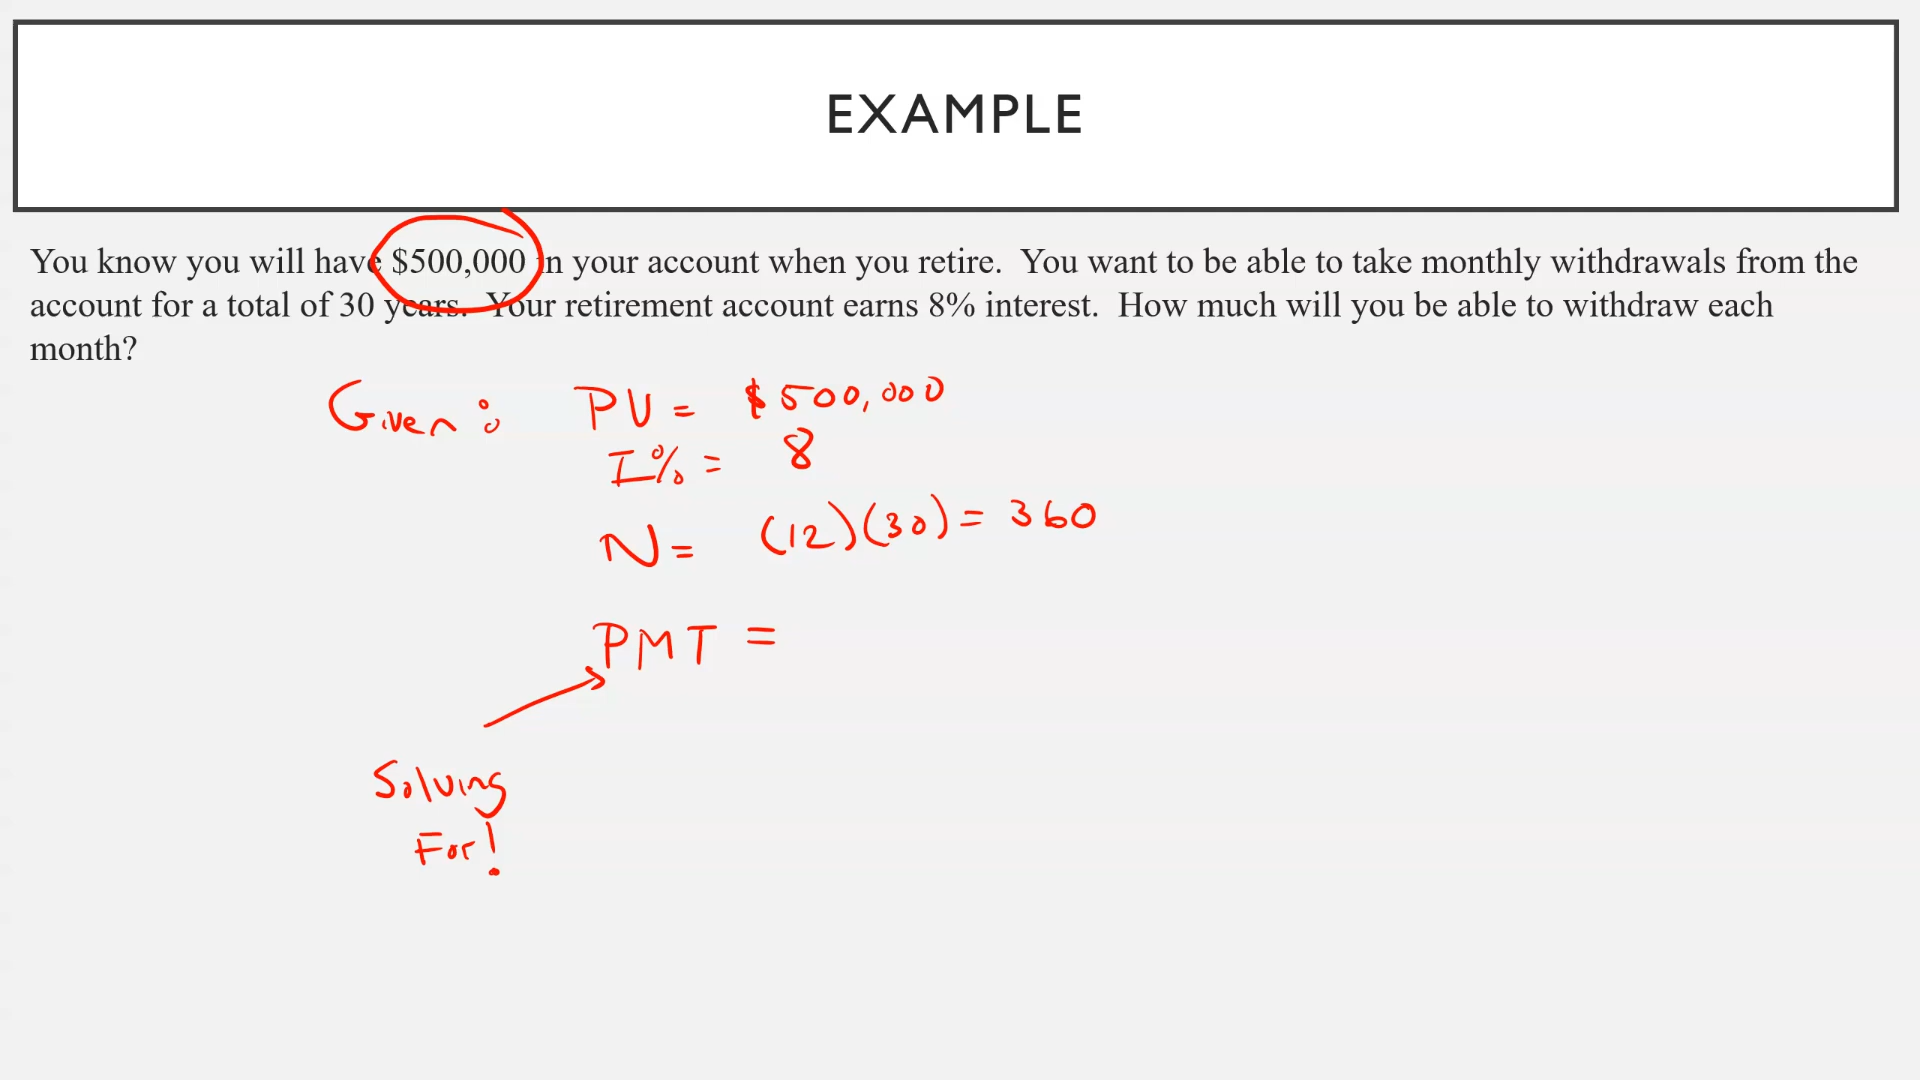 EXAMPLE
You know you will have $500,000 in your account when you retire. You want to be able to take monthly withdrawals from the
account for a total of 30 years. Your retirement account earns 8% interest. How much will you be able to withdraw each
month?
Given: PV = $500,000
I% = 8
N = (12)(30) = 360
PMT =
Solving
For!